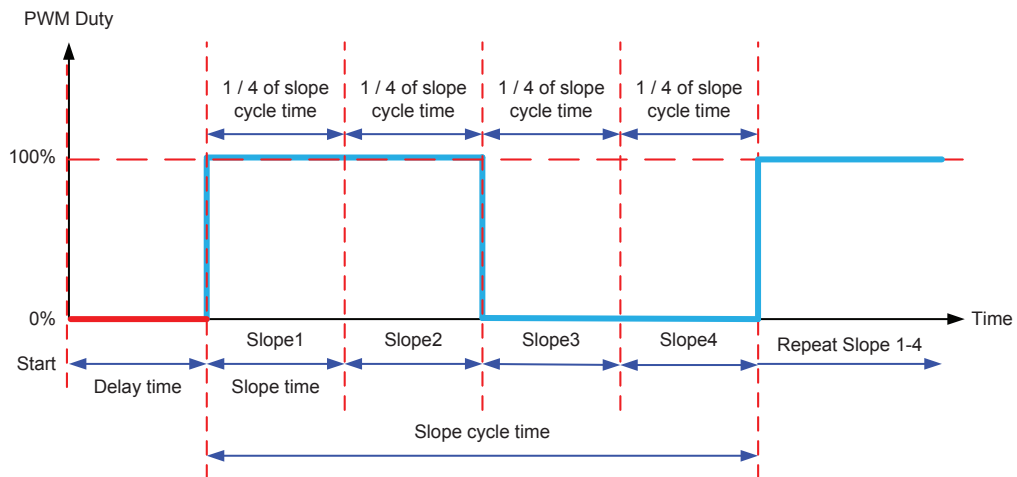 PWM Duty
1 / 4 of slope
cycle time
1 / 4 of slope
cycle time
1 / 4 of slope
cycle time
1 / 4 of slope
cycle time
100%
0%
Time
Slope1
Slope2
Slope3
Slope4
Repeat Slope 1-4
Start
Delay time
Slope time
Slope cycle time